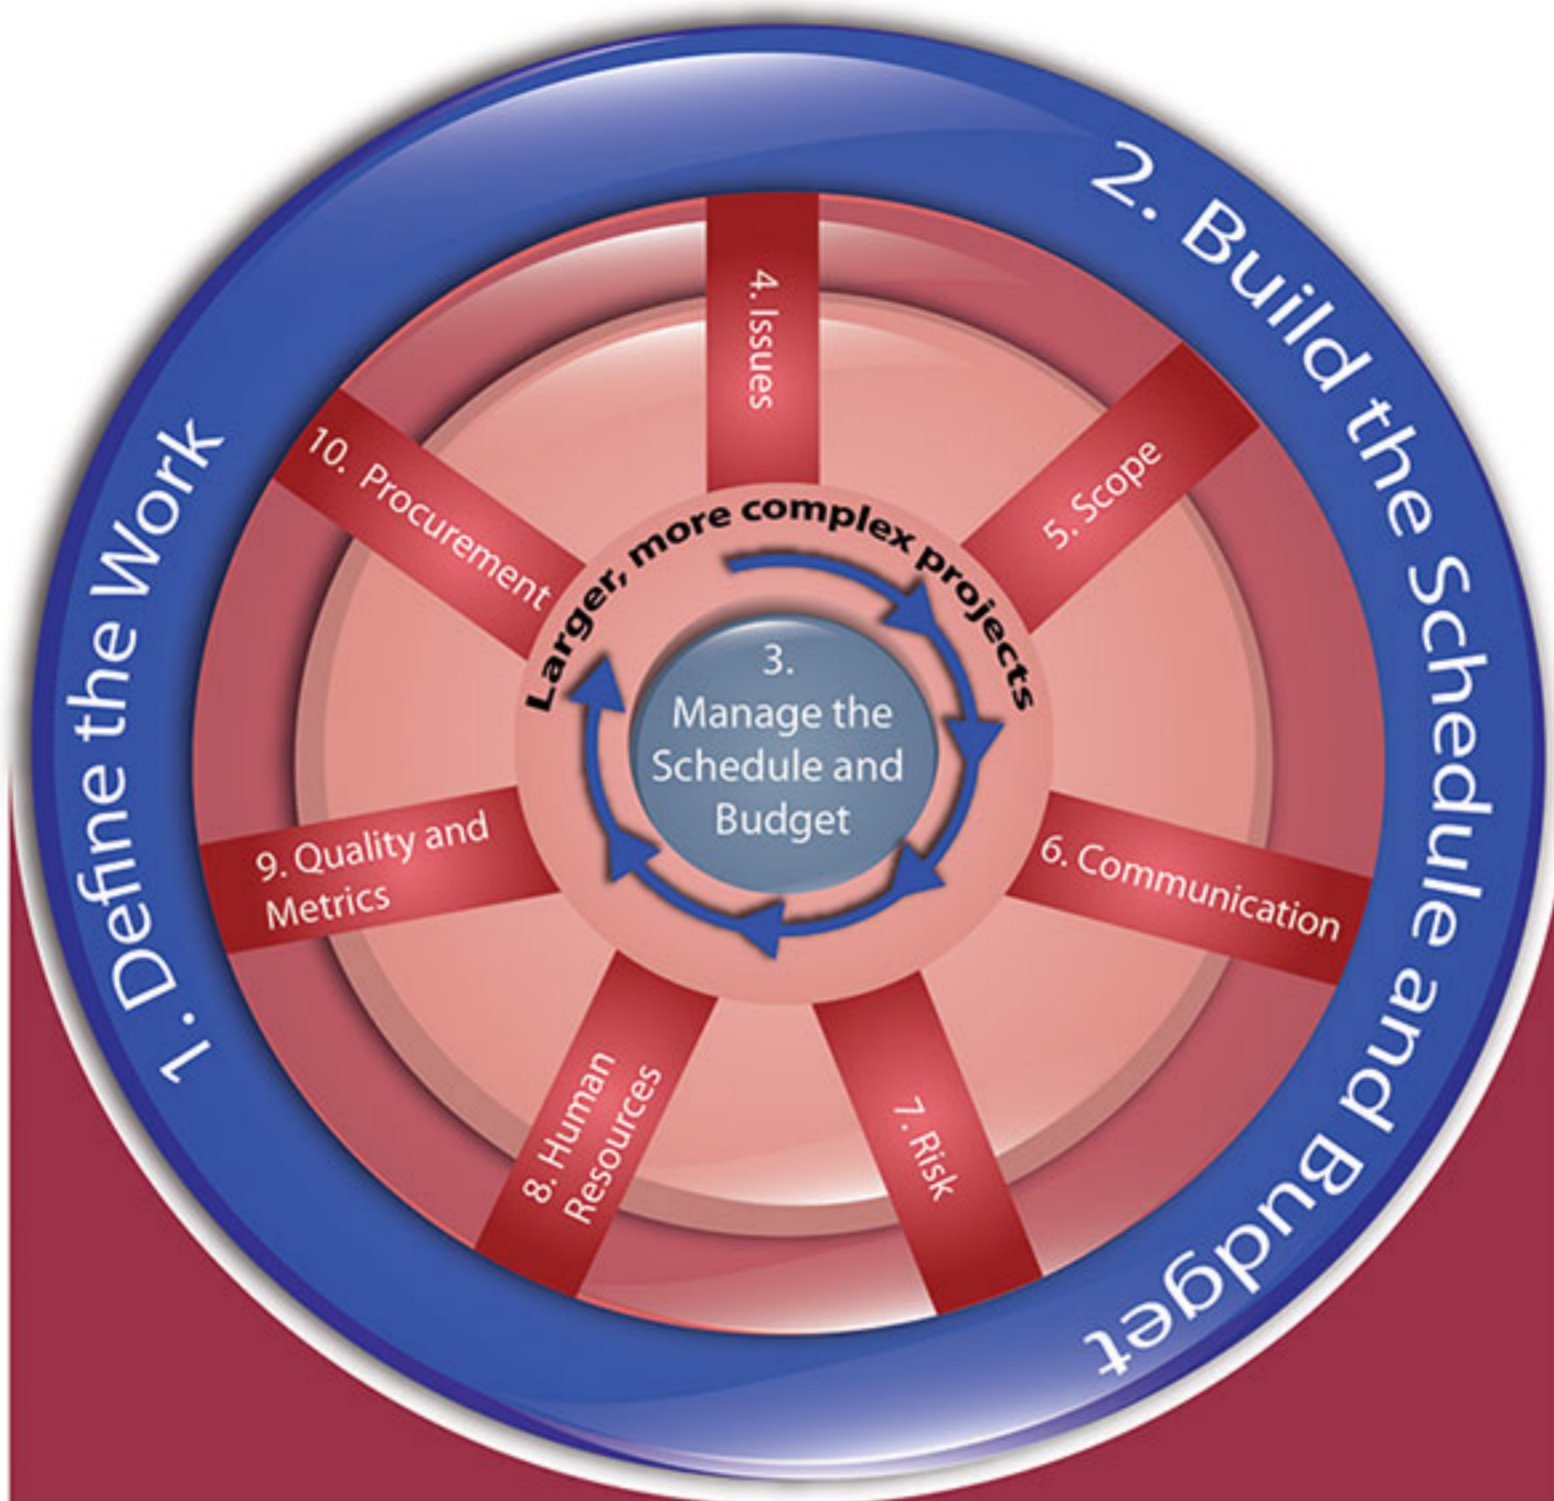 1. Define the Work
2. Build the Schedule and Budget
3.
Manage the
Schedule and
Budget
Larger, more complex projects
4. Issues
5. Scope
6. Communication
7. Risk
8. Human
Resources
9. Quality and
Metrics
10. Procurement